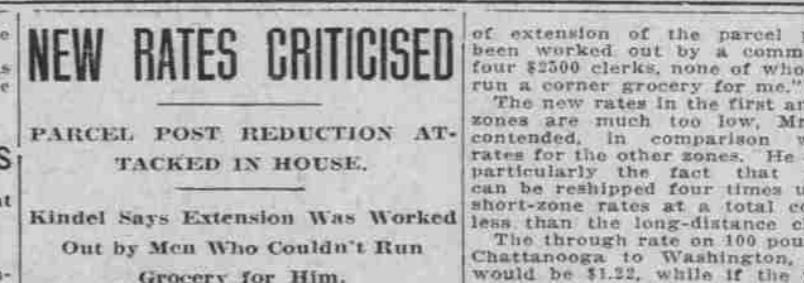 NEW RATES CRITICISED
PARCEL POST REDUCTION AT-
TACKED IN HOUSE.
Kindel Says Extension Was Worked
Out by Men Who Couldn't Run
Grocery for Him.
of extension of the parcel
been worked out by a comm
four $2500 clerks, none of who
run a corner grocery for me."
The new rates in the first an
zones are much too low, Mr
contended, in comparison
rates for the other zones. He
particularly the fact that
can be reshipped four times
short-zone rates at a total
less than the long-distance
The through rate on 100 pou
Chattanooga to Washington,
would be $1.22, while if the